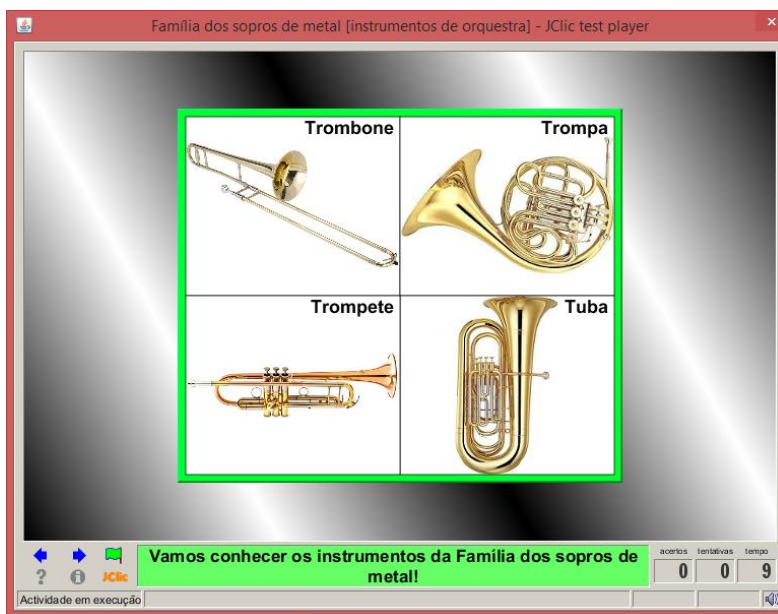 Família dos sopros de metal [instrumentos de orquestra] - JClic test player
Trombone
Trompa
Trompete
Tuba
Vamos conhecer os instrumentos da Familia dos sopros de
metal!
acertos
tentativas
tempo
0
0
9
?
i
JClic
Actividade em execução